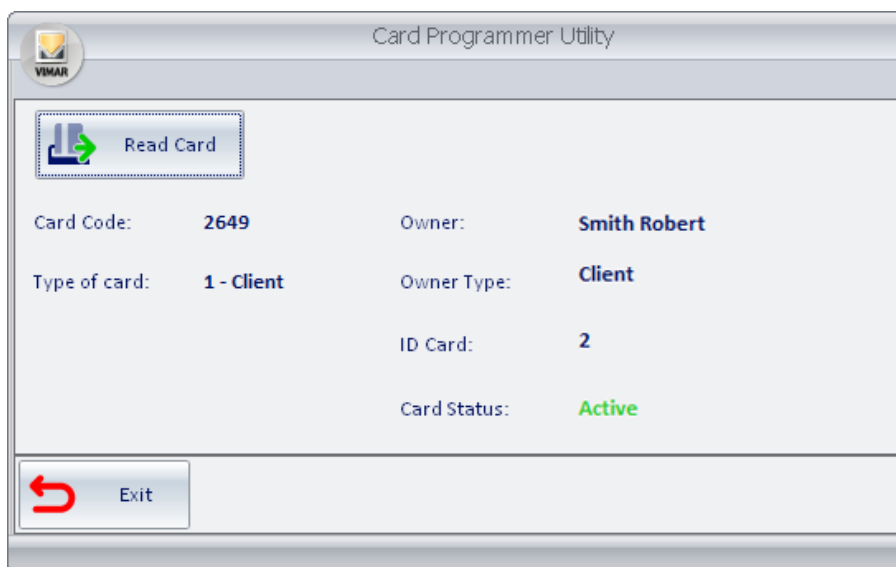 Card Programmer Utility
VIMAR
Read Card
Card Code: 2649 Owner: Smith Robert
Type of card: 1 - Client Owner Type: Client
ID Card: 2
Card Status: Active
Exit